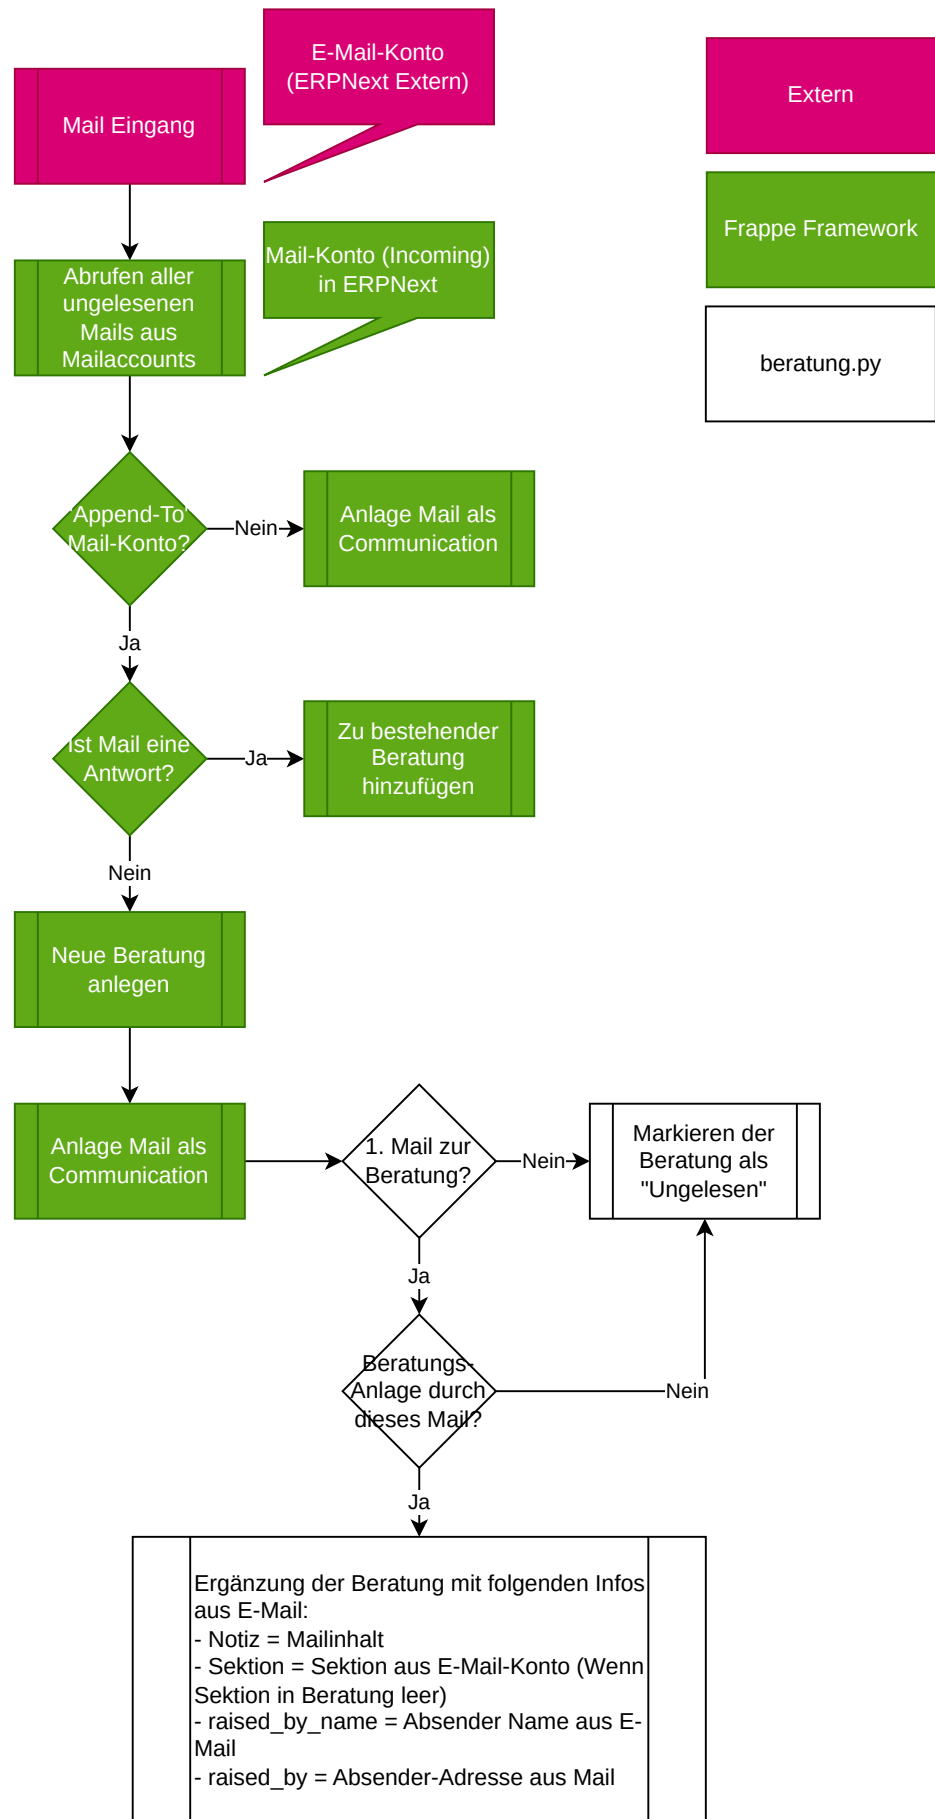 E-Mail-Konto
(ERPNext Extern)
Mail Eingang
Extern
Mail-Konto (Incoming)
in ERPNext
Frappe Framework
Abrufen aller
ungelesenen
Mails aus
Mailaccounts
beratung.py
'Append-To'
Mail-Konto?
Nein
Anlage Mail als
Communication
Ja
Ist Mail eine
Antwort?
Ja
Zu bestehender
Beratung
hinzufügen
Nein
Neue Beratung
anlegen
Anlage Mail als
Communication
1. Mail zur
Beratung?
Nein
Markieren der
Beratung als
"Ungelesen"
Ja
Beratungs-
Anlage durch
dieses Mail?
Nein
Ja
Ergänzung der Beratung mit folgenden Infos
aus E-Mail:
- Notiz = Mailinhalt
- Sektion = Sektion aus E-Mail-Konto (Wenn
Sektion in Beratung leer)
- raised_by_name = Absender Name aus E-
Mail
- raised_by = Absender-Adresse aus Mail